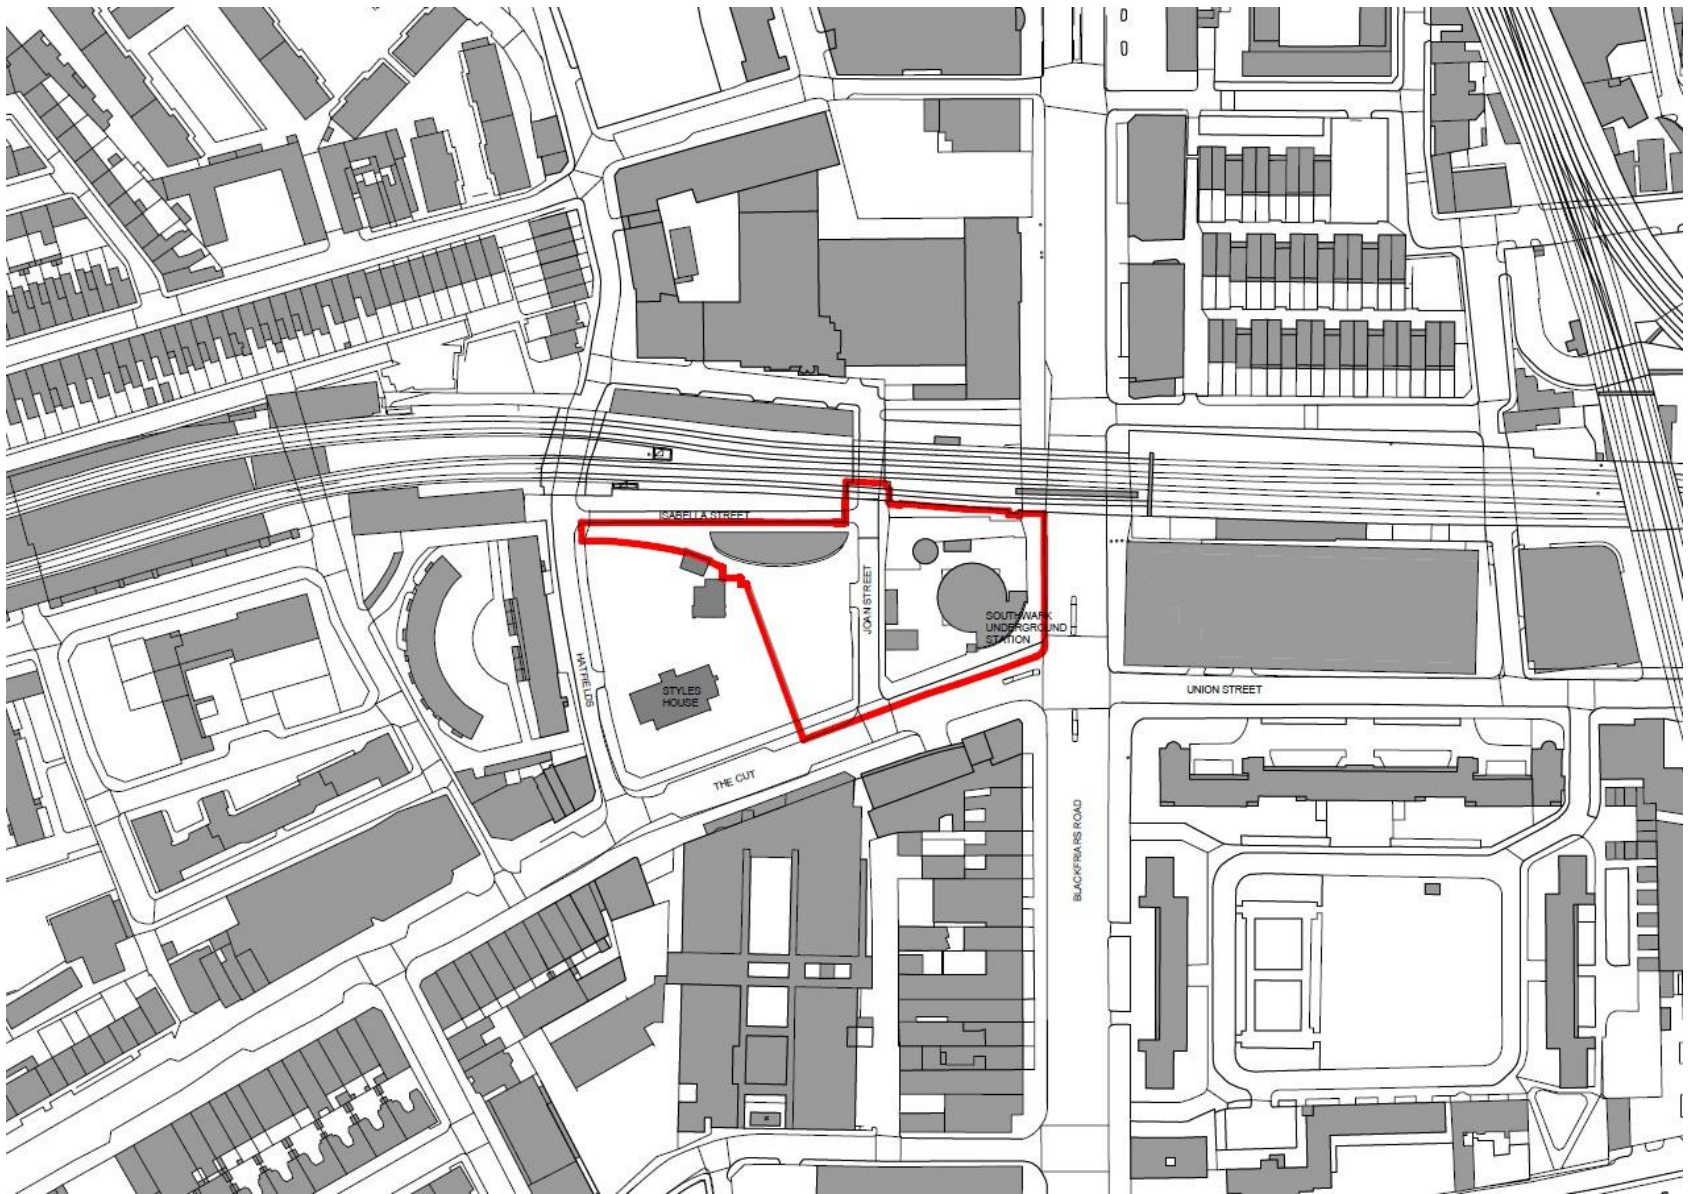 ISABELLA STREET
JOAN STREET
SOUTHWARK
UNDERGROUND
STATION
HATFIELDS
STYLES
HOUSE
UNION STREET
THE CUT
BLACKFRIARS ROAD